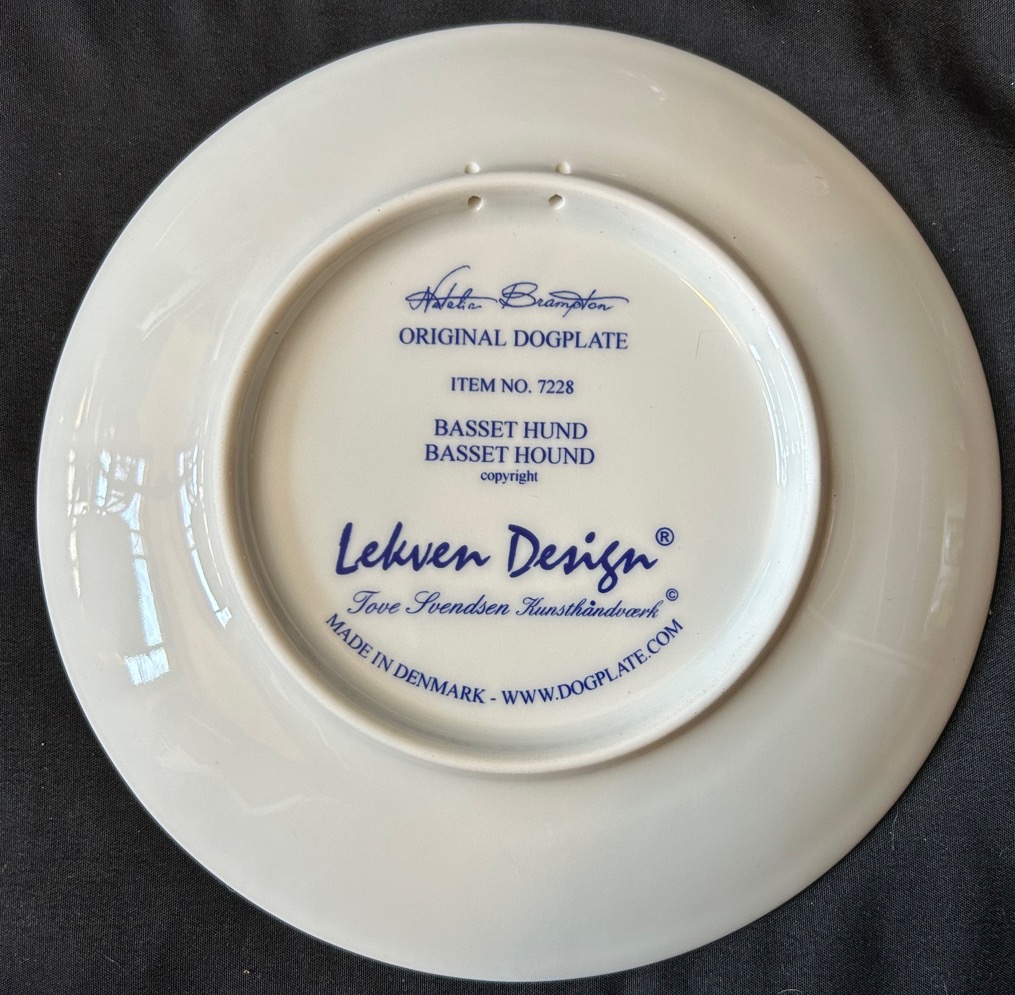 Natalia Brampton
ORIGINAL DOGPLATE
ITEM NO. 7228
BASSET HUND
BASSET HOUND
copyright
Lekven Design®
Tove Svendsen Kunsthåndværk©
MADE IN DENMARK - WWW.DOGPLATE.COM